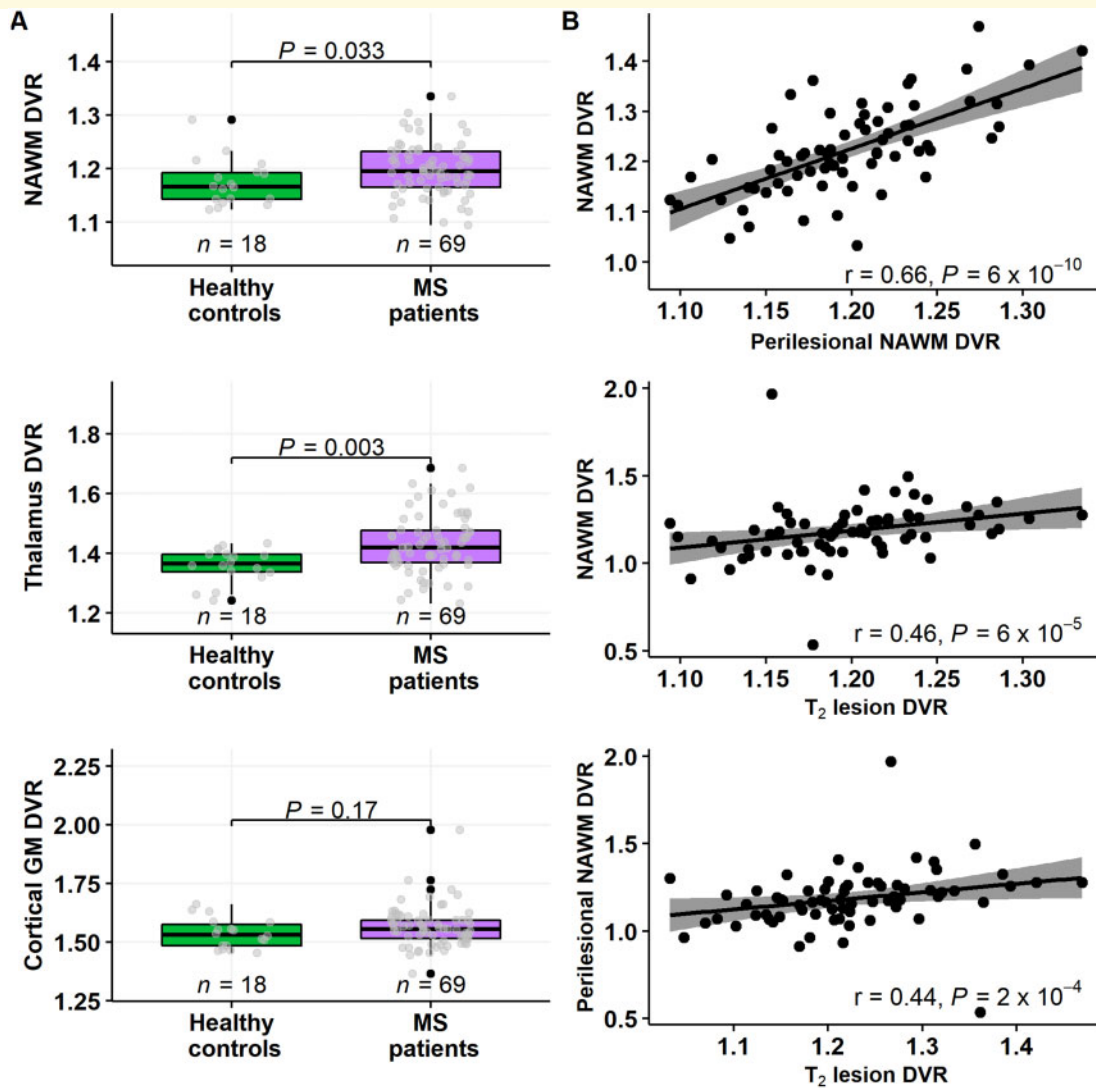 A
NAWM DVR
1.4
1.3
1.2
1.1
P = 0.033
n = 18
n = 69
Healthy
controls
MS
patients
Thalamus DVR
1.8
1.6
1.4
1.2
P = 0.003
n = 18
n = 69
Healthy
controls
MS
patients
Cortical GM DVR
2.25
2.00
1.75
1.50
1.25
P = 0.17
n = 18
n = 69
Healthy
controls
MS
patients
B
NAWM DVR
1.4
1.3
1.2
1.1
1.0
r = 0.66, P = 6 x 10⁻¹⁰
1.10 1.15 1.20 1.25 1.30
Perilesional NAWM DVR
NAWM DVR
2.0
1.5
1.0
0.5
r = 0.46, P = 6 x 10⁻⁵
1.10 1.15 1.20 1.25 1.30
T₂ lesion DVR
Perilesional NAWM DVR
2.0
1.5
1.0
0.5
r = 0.44, P = 2 x 10⁻⁴
1.1 1.2 1.3 1.4
T₂ lesion DVR